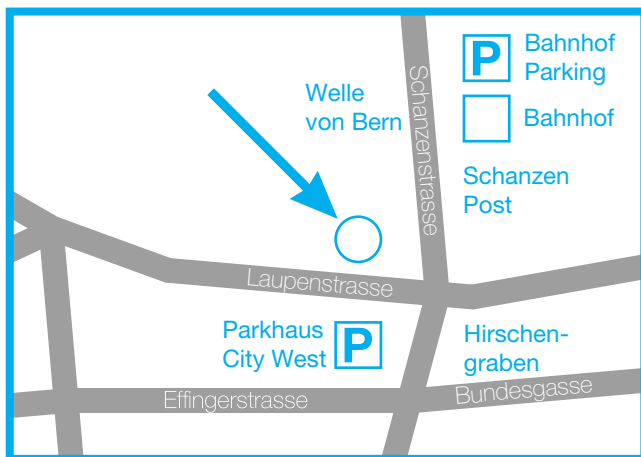 P
Bahnhof
Parking
Bahnhof
Welle
von Bern
Schanzenstrasse
Schanzen
Post
Laupenstrasse
Parkhaus
City West
P
Hirschen-
graben
Effingerstrasse
Bundesgasse